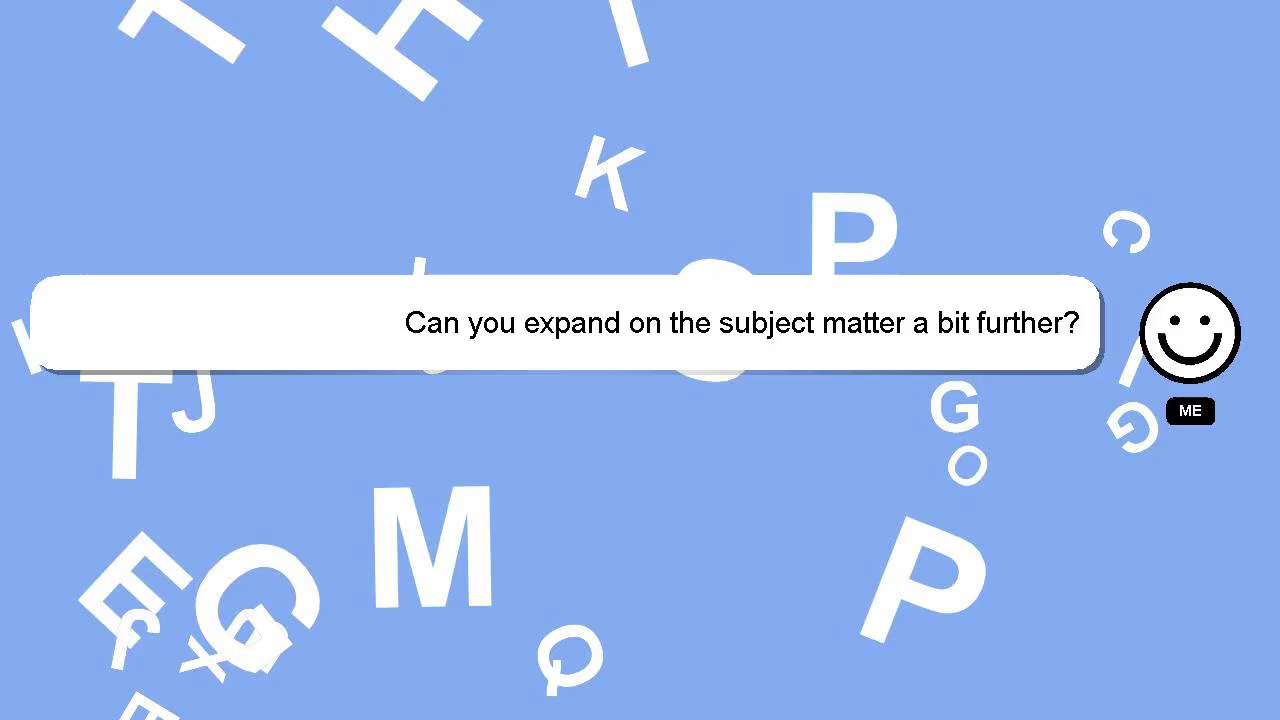 T
H
I
K
P
C
Can you expand on the subject matter a bit further?
ME
T
J
G
G
O
M
P
E
G
J
X
Q
E